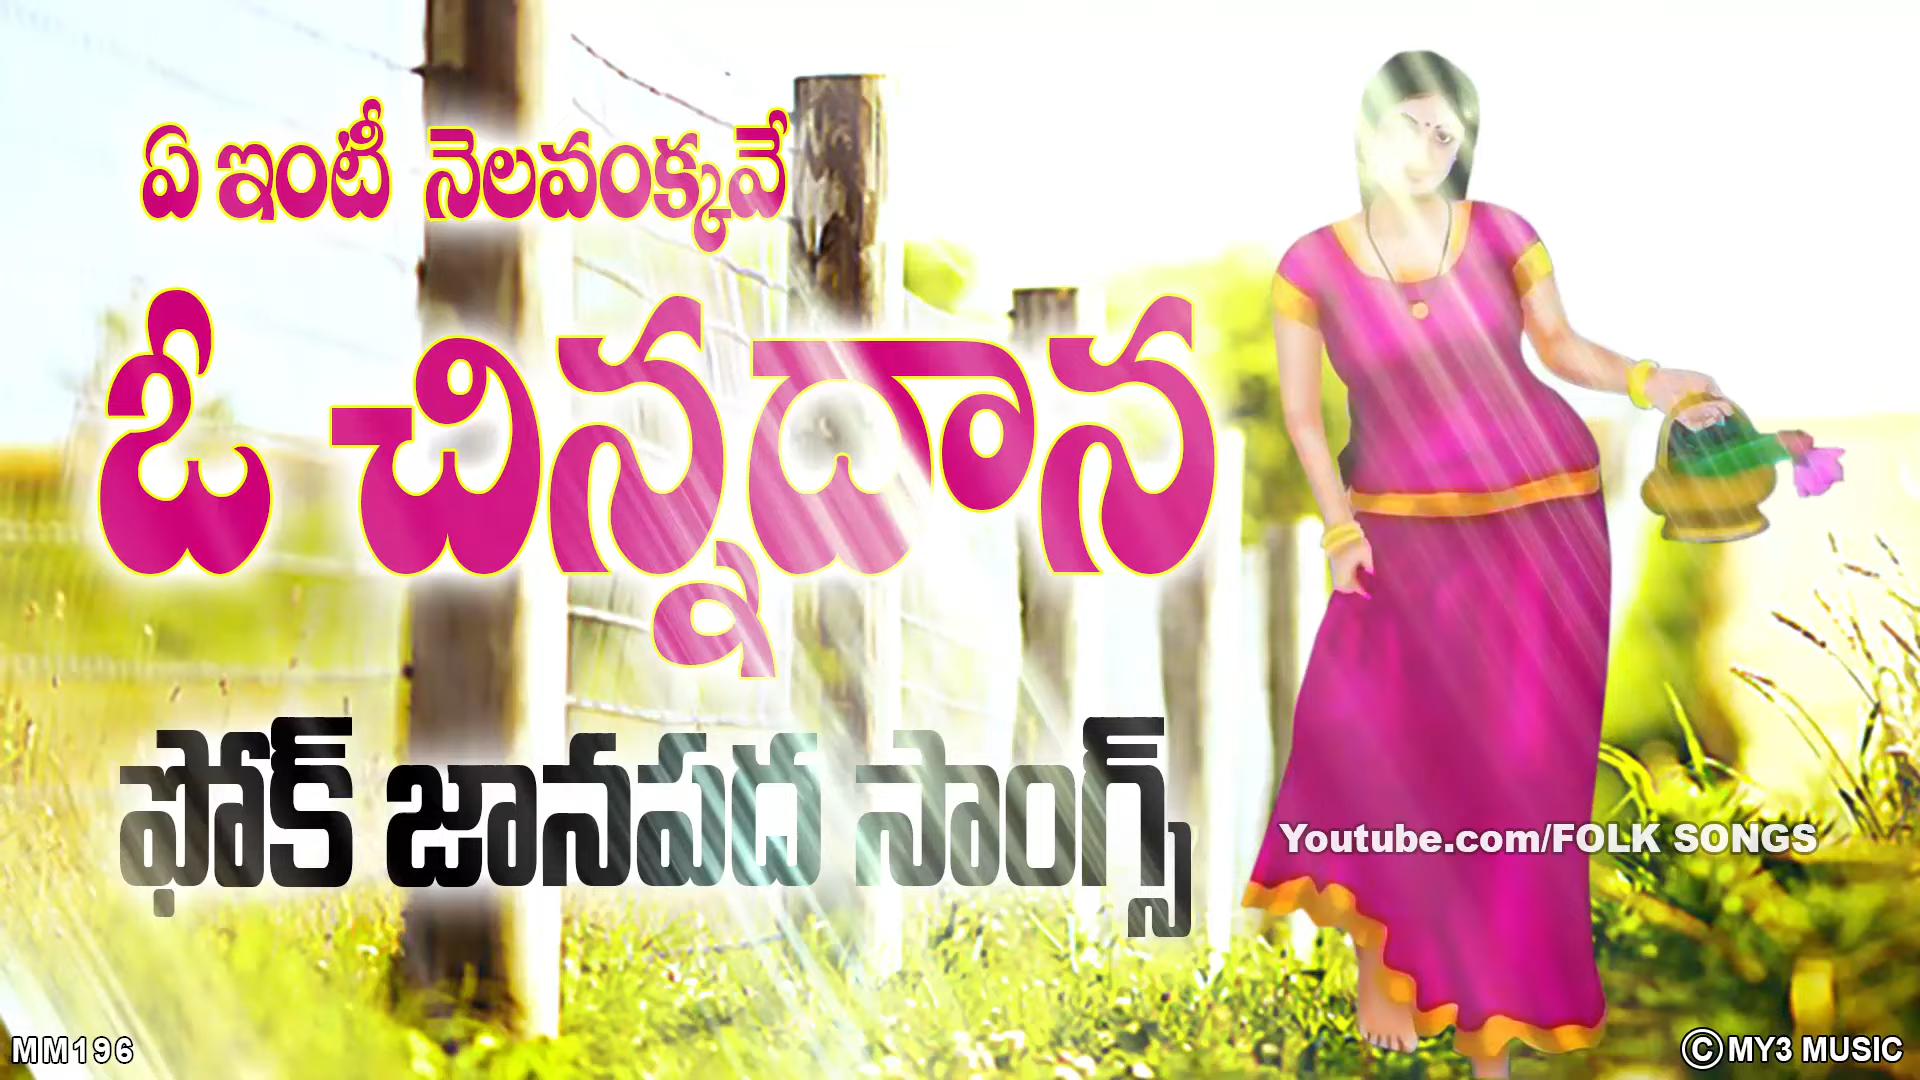 ఏ ఇంటీ నెలవంక్కవే
ఓ చిన్నదాన
ఫోక్ జానపద సాంగ్స్
Youtube.com/FOLK SONGS
MM196
©MY3 MUSIC